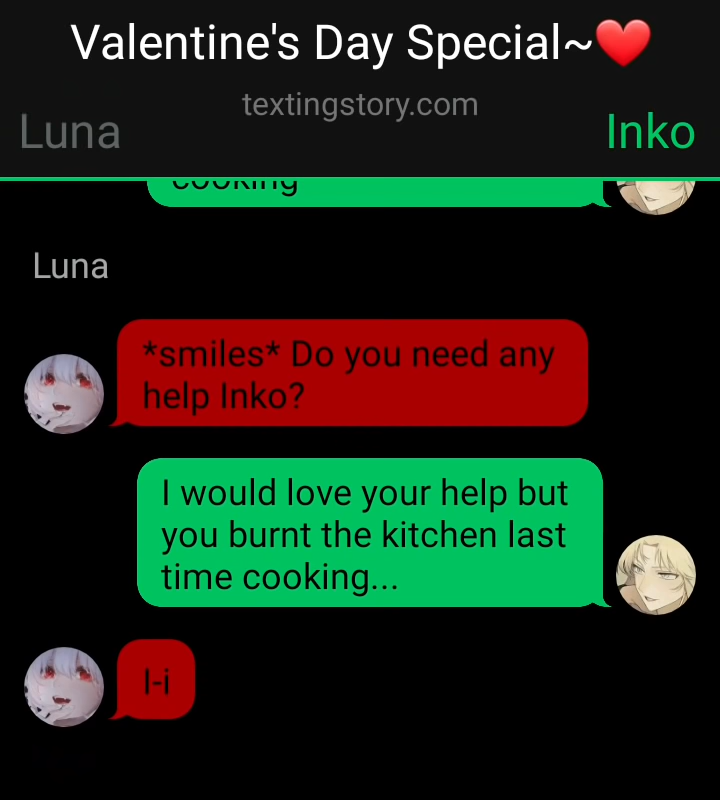 Valentine's Day Special~❤️
textingstory.com
Luna
Inko
cooking
Luna
*smiles* Do you need any
help Inko?
I would love your help but
you burnt the kitchen last
time cooking...
I-i